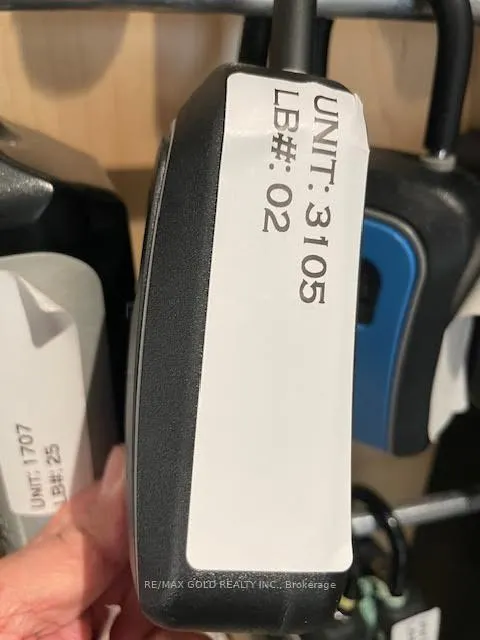 UNIT: 3105
LB#: 02
UNIT: 1707
LB#: 25
RE/MAX GOLD REALTY INC., Brokerage